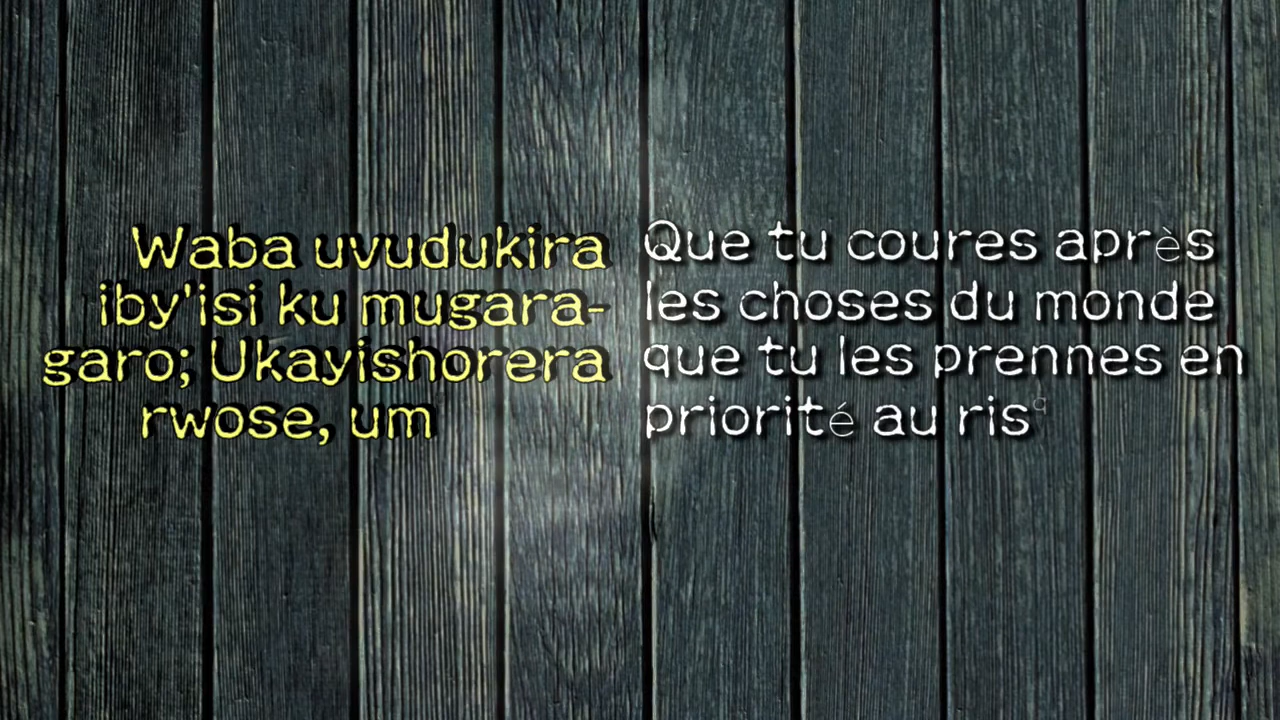 Waba uvudukira
iby'isi ku mugara-
garo; Ukayishorera
rwose, um
Que tu coures après
les choses du monde
que tu les prennes en
priorité au risq